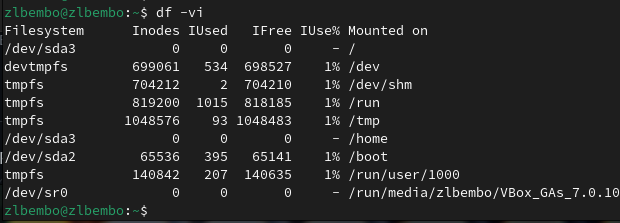 zlbembo@zlbembo:~$ df -vi
Filesystem      Inodes IUsed   IFree IUse% Mounted on
/dev/sda3            0     0       0     - /
devtmpfs        699061   534  698527    1% /dev
tmpfs           704212     2  704210    1% /dev/shm
tmpfs           819200  1015  818185    1% /run
tmpfs          1048576    93 1048483    1% /tmp
/dev/sda3            0     0       0     - /home
/dev/sda2        65536   395   65141    1% /boot
tmpfs           140842   207  140635    1% /run/user/1000
/dev/sr0             0     0       0     - /run/media/zlbembo/VBox_GAs_7.0.10
zlbembo@zlbembo:~$